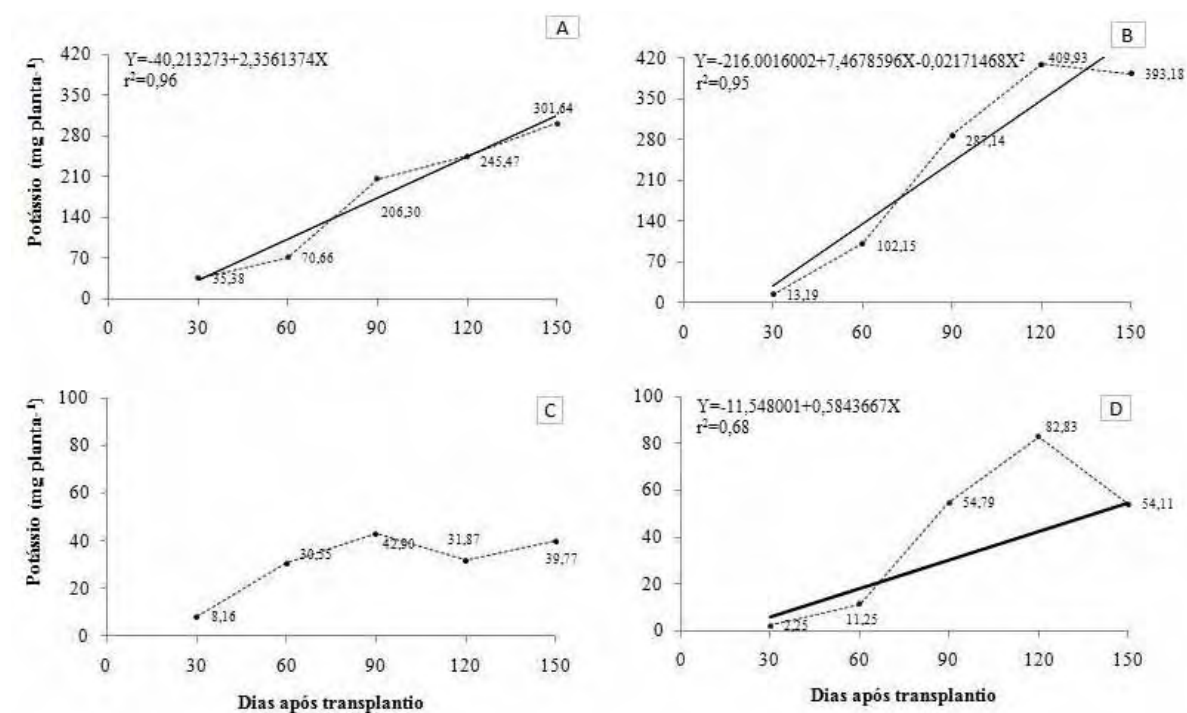 A
Y=-40,213273+2,3561374X
r²=0,96
Potássio (mg planta-¹)
420
350
280
210
140
70
0
35,38
70,66
206,30
245,47
301,64
0 30 60 90 120 150
B
Y=-216,0016002+7,4678596X-0,02171468X²
r²=0,95
420
350
280
210
140
70
0
13,19
102,15
287,14
409,93
393,18
0 30 60 90 120 150
C
Potássio (mg planta-¹)
100
80
60
40
20
0
8,16
30,55
42,90
31,87
39,77
0 30 60 90 120 150
Dias após transplantio
D
Y=-11,548001+0,5843667X
r²=0,68
100
80
60
40
20
0
2,25
11,25
54,79
82,83
54,11
0 30 60 90 120 150
Dias após transplantio